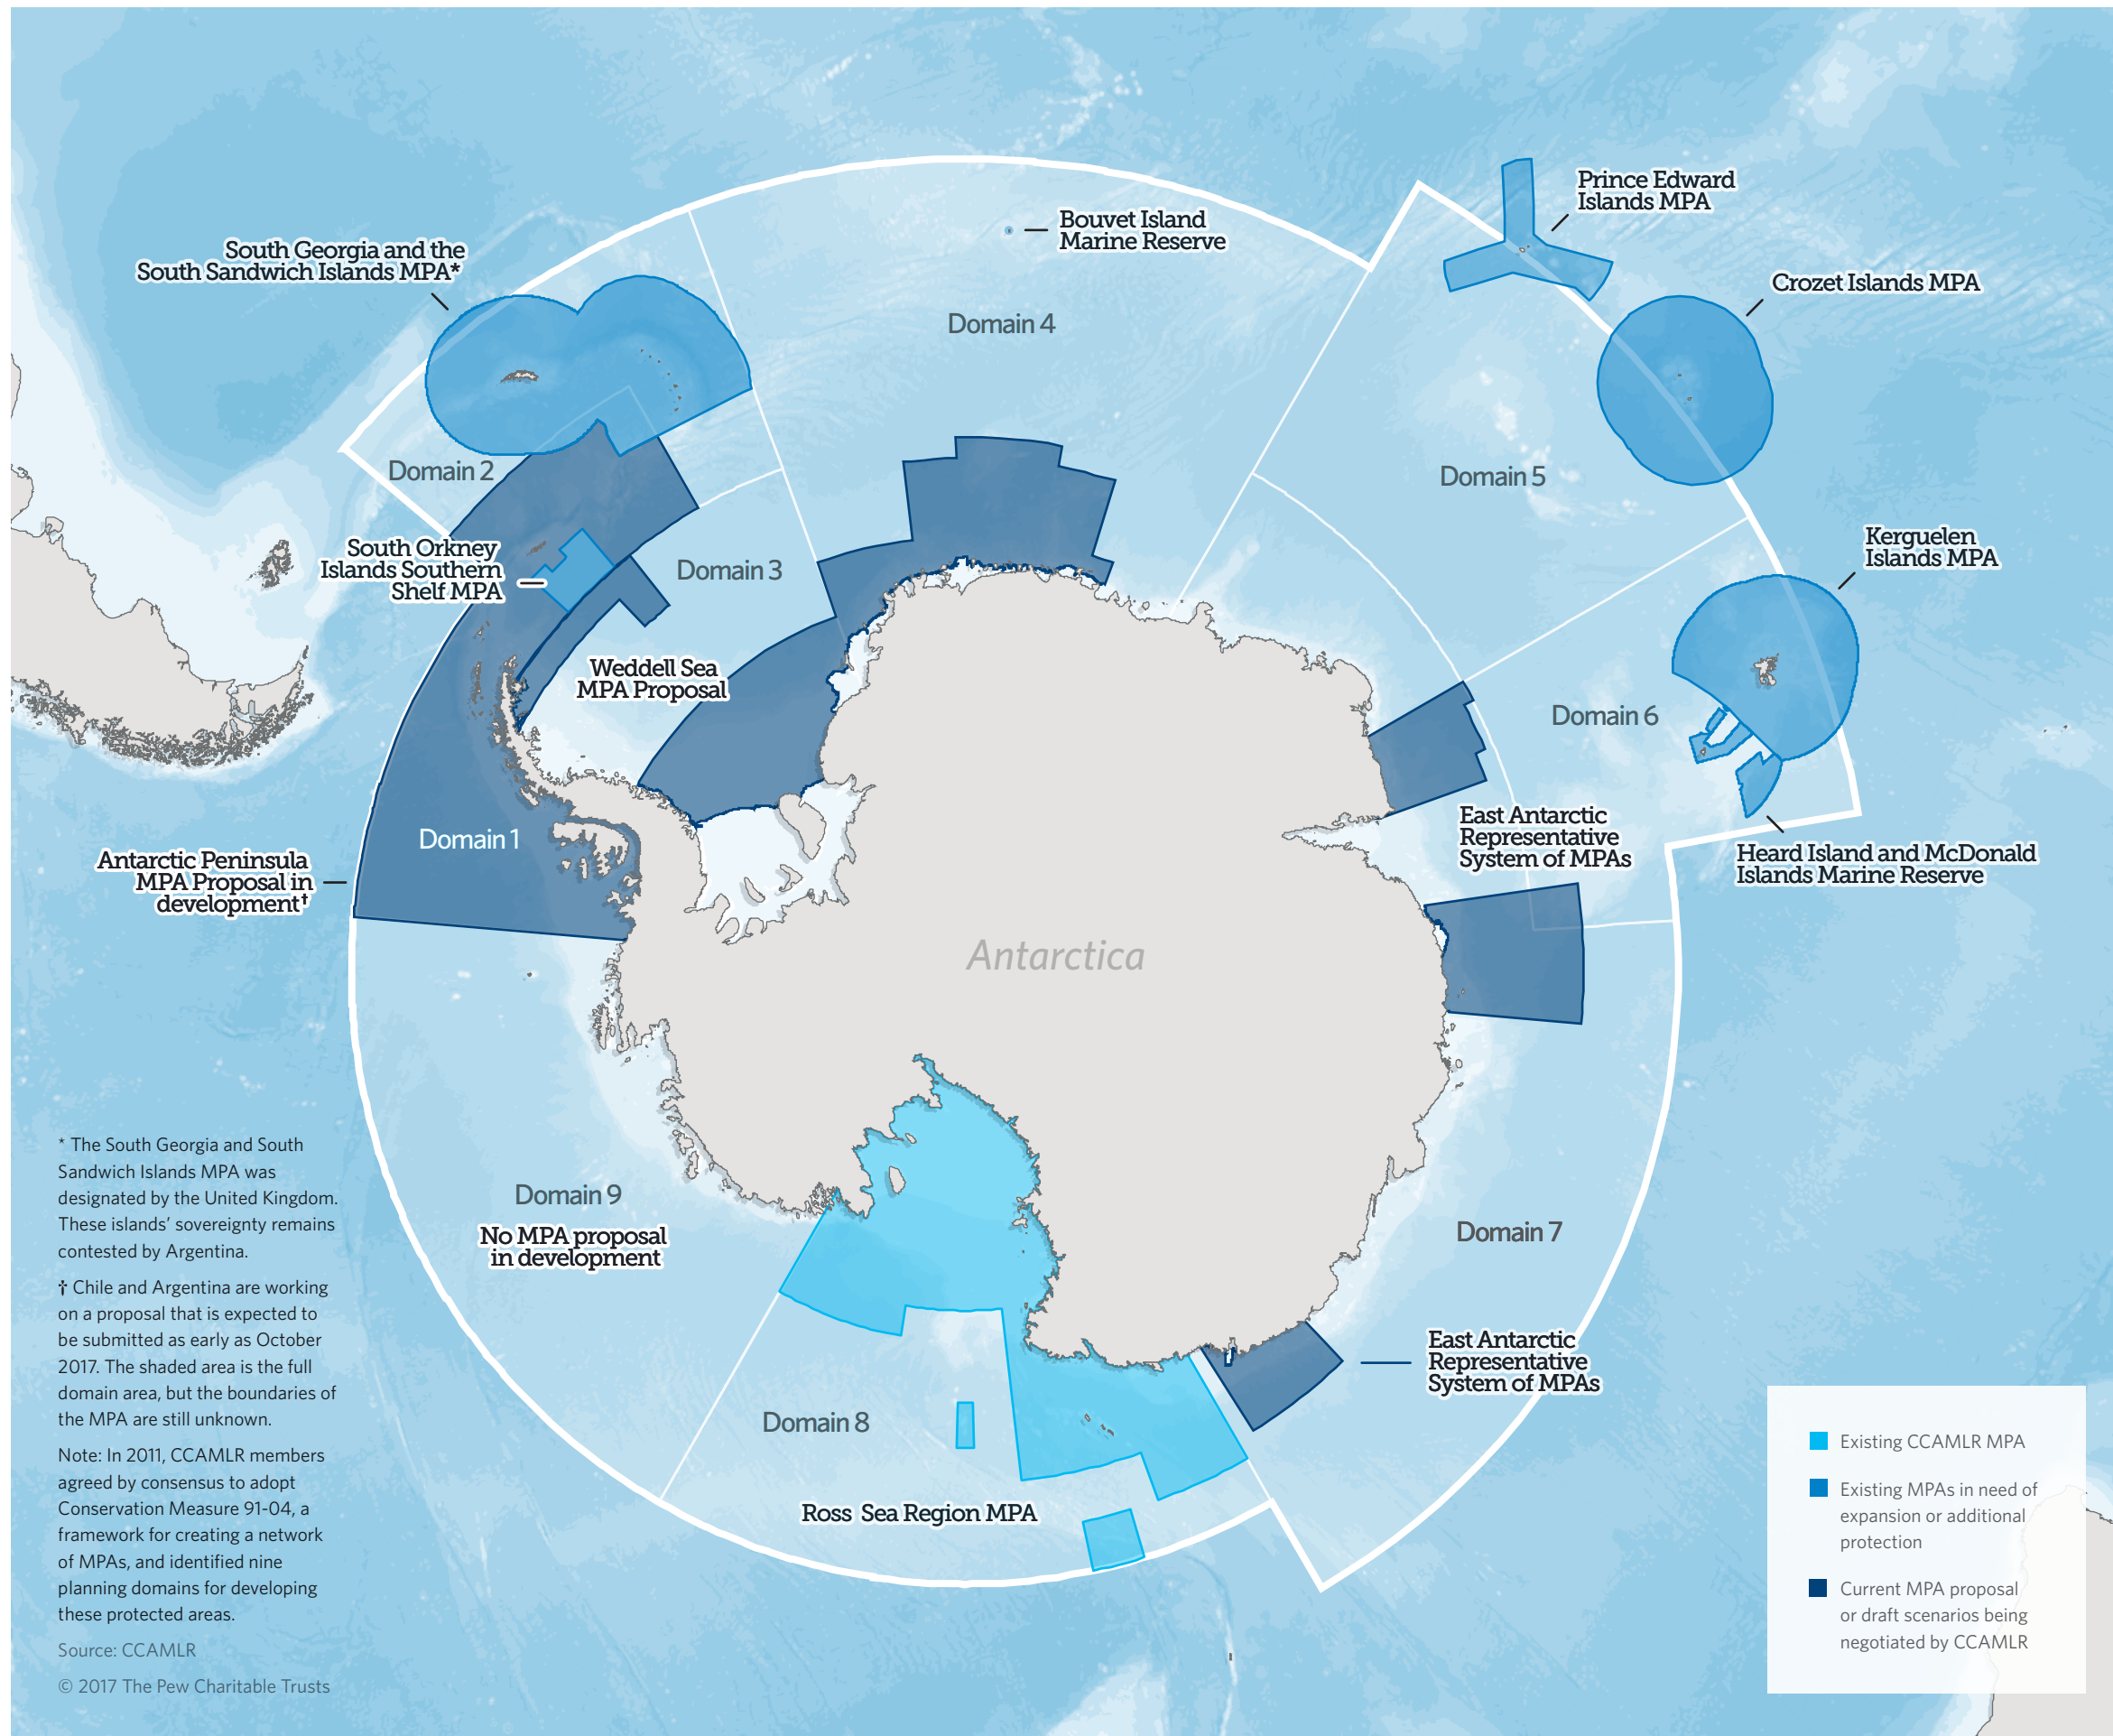 Prince Edward
Islands MPA
Bouvet Island
Marine Reserve
South Georgia and the
South Sandwich Islands MPA*
Crozet Islands MPA
Domain 4
Domain 2
Domain 5
Kerguelen
Islands MPA
South Orkney
Islands Southern
Shelf MPA
Domain 3
Weddell Sea
MPA Proposal
Domain 6
Domain 1
East Antarctic
Representative
System of MPAs
Antarctic Peninsula
MPA Proposal in
development†
Heard Island and McDonald
Islands Marine Reserve
Antarctica
Domain 9
No MPA proposal
in development
Domain 7
East Antarctic
Representative
System of MPAs
Domain 8
Ross Sea Region MPA
* The South Georgia and South
Sandwich Islands MPA was
designated by the United Kingdom.
These islands’ sovereignty remains
contested by Argentina.
† Chile and Argentina are working
on a proposal that is expected to
be submitted as early as October
2017. The shaded area is the full
domain area, but the boundaries of
the MPA are still unknown.
Note: In 2011, CCAMLR members
agreed by consensus to adopt
Conservation Measure 91-04, a
framework for creating a network
of MPAs, and identified nine
planning domains for developing
these protected areas.
Source: CCAMLR
© 2017 The Pew Charitable Trusts
Existing CCAMLR MPA
Existing MPAs in need of
expansion or additional
protection
Current MPA proposal
or draft scenarios being
negotiated by CCAMLR